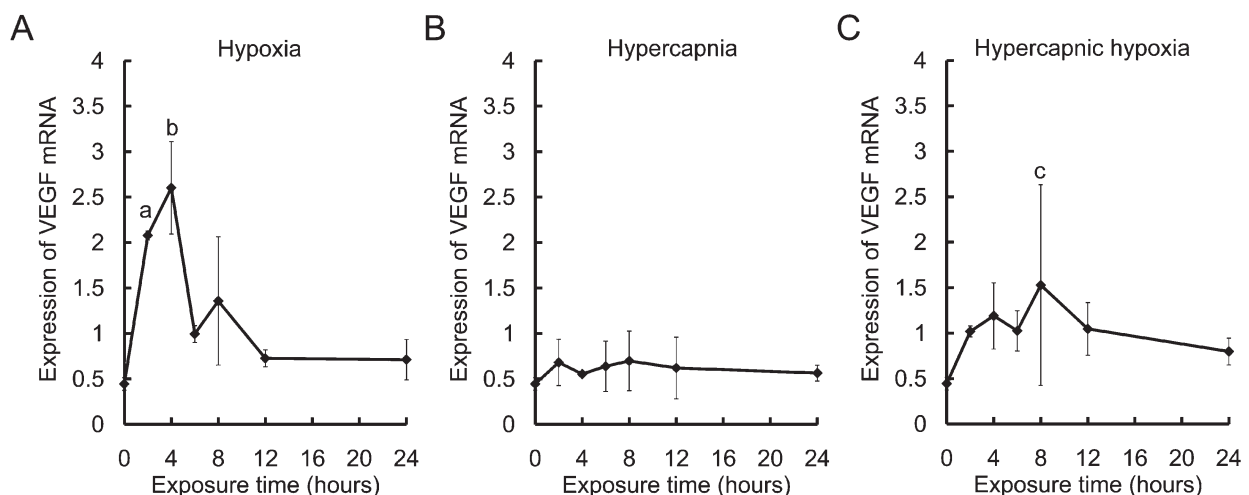 A
Hypoxia
Expression of VEGF mRNA
4
3.5
3
2.5
2
1.5
1
0.5
0
a
b
0 4 8 12 16 20 24
Exposure time (hours)
B
Hypercapnia
Expression of VEGF mRNA
4
3.5
3
2.5
2
1.5
1
0.5
0
0 4 8 12 16 20 24
Exposure time (hours)
C
Hypercapnic hypoxia
Expression of VEGF mRNA
4
3.5
3
2.5
2
1.5
1
0.5
0
c
0 4 8 12 16 20 24
Exposure time (hours)